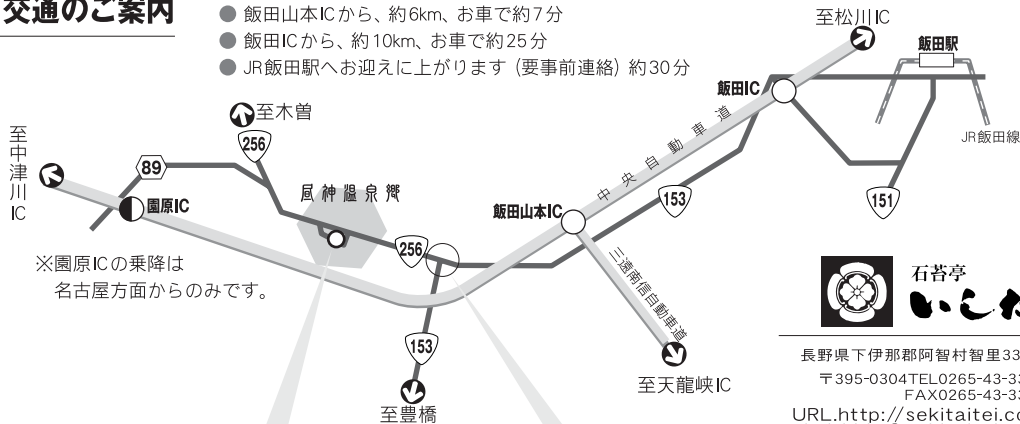 交通のご案内
● 飯田山本ICから、約6km、お車で約7分
● 飯田ICから、約10km、お車で約25分
● JR飯田駅へお迎えに上がります（要事前連絡）約30分
至松川IC
飯田駅
飯田IC
JR飯田線
至木曽
256
至中津川IC
89
園原IC
昼神温泉郷
中央自動車道
153
151
飯田山本IC
256
※園原ICの乗降は
名古屋方面からのみです。
三遠南信自動車道
153
至豊橋
至天龍峡IC
石苔亭
いしだ
長野県下伊那郡阿智村智里33
〒395-0304TEL0265-43-33
FAX0265-43-33
URL.http://sekitaitei.co